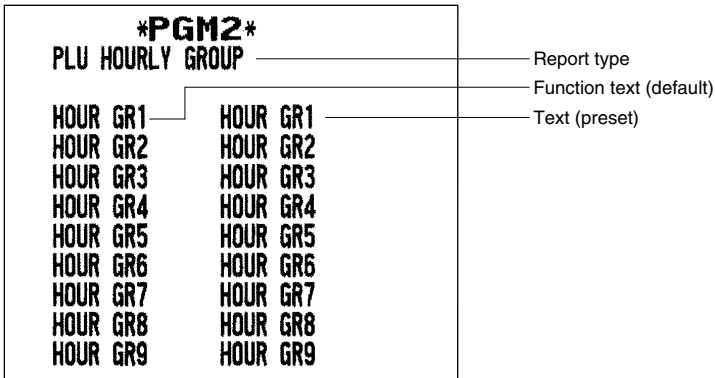 *PGM2*
PLU HOURLY GROUP Report type
Function text (default)
HOUR GR1 HOUR GR1 Text (preset)
HOUR GR2 HOUR GR2
HOUR GR3 HOUR GR3
HOUR GR4 HOUR GR4
HOUR GR5 HOUR GR5
HOUR GR6 HOUR GR6
HOUR GR7 HOUR GR7
HOUR GR8 HOUR GR8
HOUR GR9 HOUR GR9